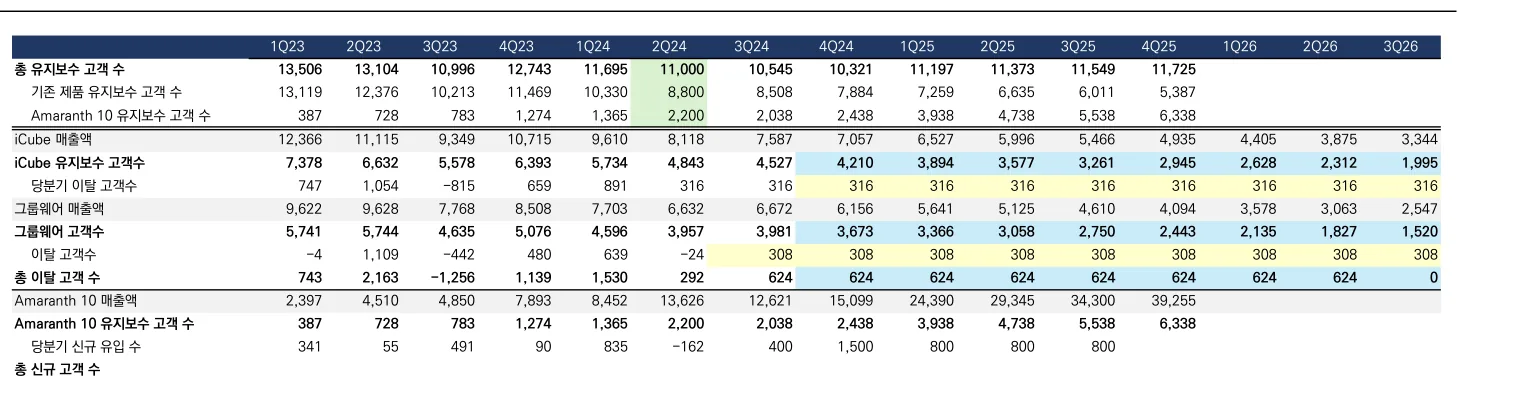 1Q23 2Q23 3Q23 4Q23 1Q24 2Q24 3Q24 4Q24 1Q25 2Q25 3Q25 4Q25 1Q26 2Q26 3Q26
총 유지보수 고객 수 13,506 13,104 10,996 12,743 11,695 11,000 10,545 10,321 11,197 11,373 11,549 11,725
기존 제품 유지보수 고객 수 13,119 12,376 10,213 11,469 10,330 8,800 8,508 7,884 7,259 6,635 6,011 5,387
Amaranth 10 유지보수 고객 수 387 728 783 1,274 1,365 2,200 2,038 2,438 3,938 4,738 5,538 6,338
iCube 매출액 12,366 11,115 9,349 10,715 9,610 8,118 7,587 7,057 6,527 5,996 5,466 4,935 4,405 3,875 3,344
iCube 유지보수 고객수 7,378 6,632 5,578 6,393 5,734 4,843 4,527 4,210 3,894 3,577 3,261 2,945 2,628 2,312 1,995
당분기 이탈 고객수 747 1,054 -815 659 891 316 316 316 316 316 316 316 316 316 316
그룹웨어 매출액 9,622 9,628 7,768 8,508 7,703 6,632 6,672 6,156 5,641 5,125 4,610 4,094 3,578 3,063 2,547
그룹웨어 고객수 5,741 5,744 4,635 5,076 4,596 3,957 3,981 3,673 3,366 3,058 2,750 2,443 2,135 1,827 1,520
이탈 고객수 -4 1,109 -442 480 639 -24 308 308 308 308 308 308 308 308 308
총 이탈 고객 수 743 2,163 -1,256 1,139 1,530 292 624 624 624 624 624 624 624 624 0
Amaranth 10 매출액 2,397 4,510 4,850 7,893 8,452 13,626 12,621 15,099 24,390 29,345 34,300 39,255
Amaranth 10 유지보수 고객 수 387 728 783 1,274 1,365 2,200 2,038 2,438 3,938 4,738 5,538 6,338
당분기 신규 유입 수 341 55 491 90 835 -162 400 1,500 800 800 800
총 신규 고객 수